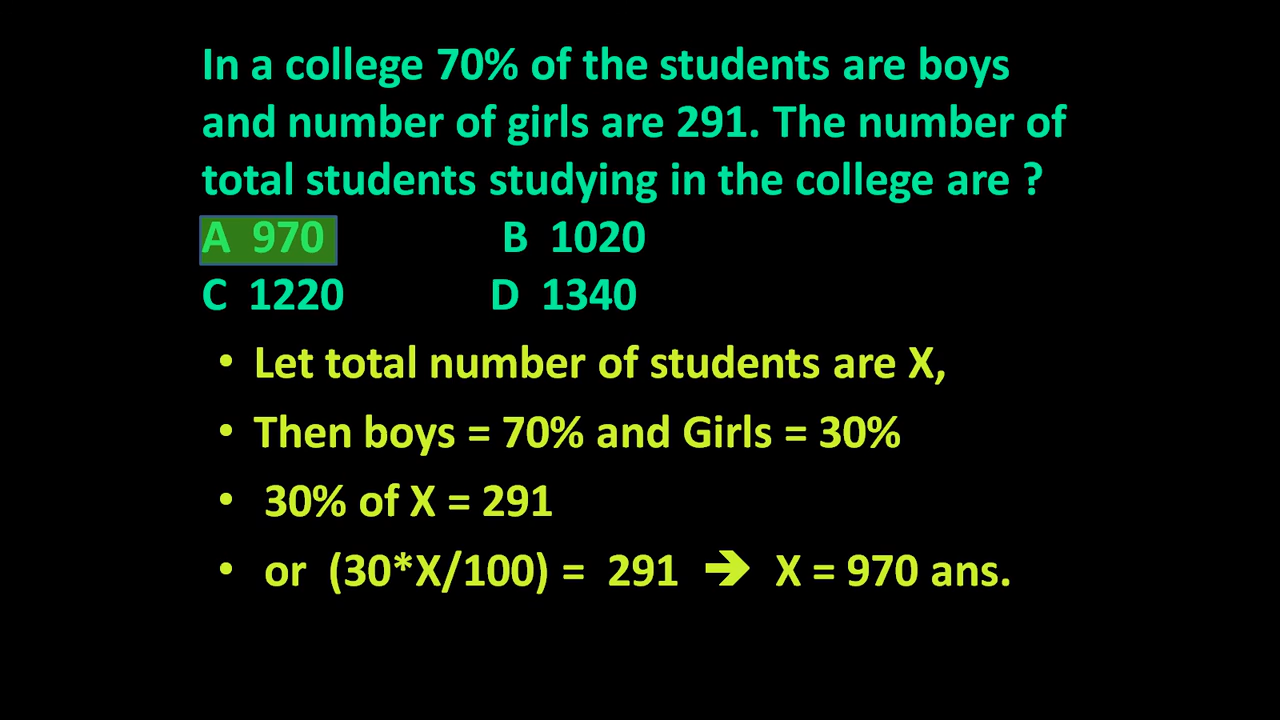 In a college 70% of the students are boys
and number of girls are 291. The number of
total students studying in the college are ?
A 970 B 1020
C 1220 D 1340
• Let total number of students are X,
• Then boys = 70% and Girls = 30%
• 30% of X = 291
• or (30*X/100) = 291 ➔ X = 970 ans.